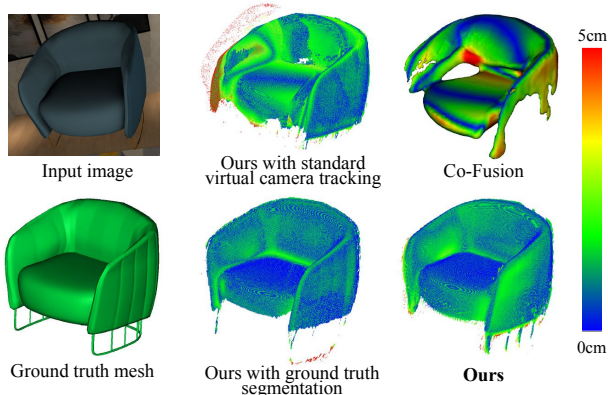 5cm
Input image
Ours with standard
virtual camera tracking
Co-Fusion
0cm
Ground truth mesh
Ours with ground truth
segmentation
Ours